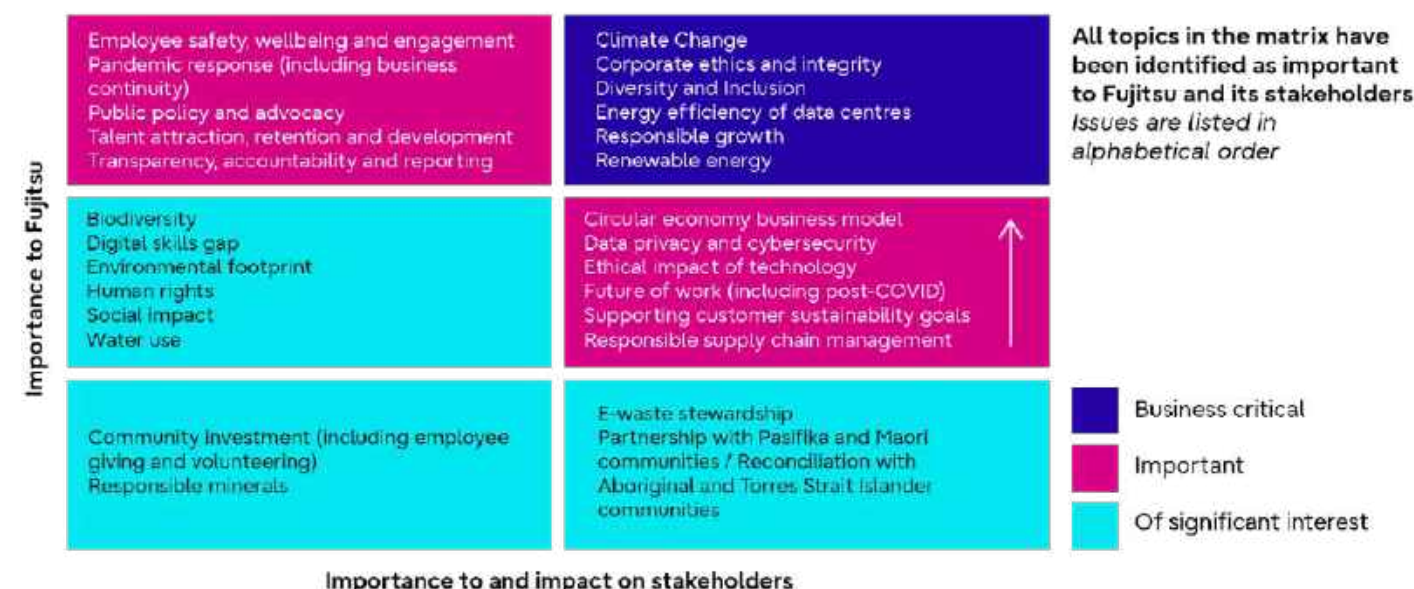 Importance to Fujitsu
Employee safety, wellbeing and engagement
Pandemic response (including business
continuity)
Public policy and advocacy
Talent attraction, retention and development
Transparency, accountability and reporting
Climate Change
Corporate ethics and integrity
Diversity and Inclusion
Energy efficiency of data centres
Responsible growth
Renewable energy
All topics in the matrix have
been identified as important
to Fujitsu and its stakeholders
Issues are listed in
alphabetical order
Biodiversity
Digital skills gap
Environmental footprint
Human rights
Social impact
Water use
Circular economy business model
Data privacy and cybersecurity
Ethical impact of technology
Future of work (including post-COVID)
Supporting customer sustainability goals
Responsible supply chain management
Community investment (including employee
giving and volunteering)
Responsible minerals
E-waste stewardship
Partnership with Pasifika and Maori
communities / Reconciliation with
Aboriginal and Torres Strait Islander
communities
Business critical
Important
Of significant interest
Importance to and impact on stakeholders